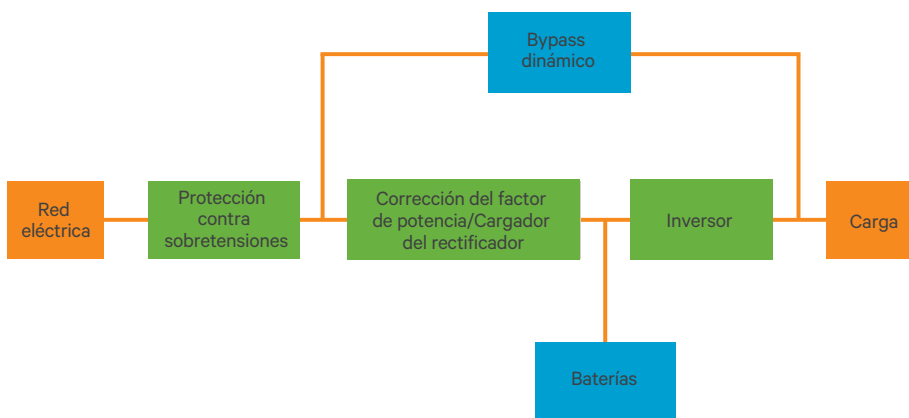 Bypass
dinámico
Red
eléctrica
Protección
contra
sobretensiones
Corrección del factor
de potencia/Cargador
del rectificador
Inversor
Carga
Baterías